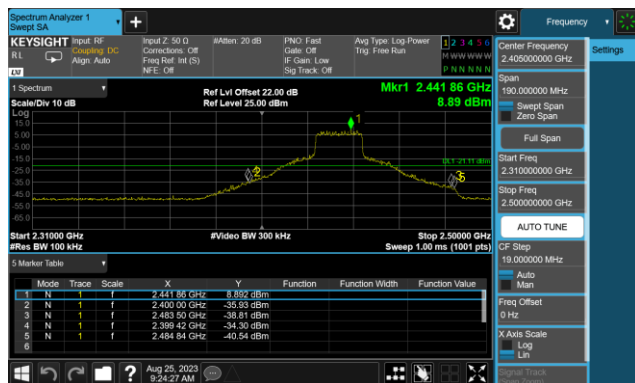 Spectrum Analyzer 1
Swept SA
Frequency
KEYSIGHT
Input: RF
Input Z: 50 Ω
#Atten: 20 dB
PNO: Fast
Avg Type: Log-Power
1 2 3 4 5 6
R L
Coupling: DC
Corrections: Off
Gate: Off
Trig: Free Run
M W W W W W
Align: Auto
Freq Ref: Int (S)
IF Gain: Low
P N N N N N
NFE: Off
Sig Track: Off
LXI
Center Frequency
2.405000000 GHz
Settings
Span
190.000000 MHz
Swept Span
Zero Span
Full Span
Start Freq
2.310000000 GHz
Stop Freq
2.500000000 GHz
AUTO TUNE
CF Step
19.000000 MHz
Auto
Man
Freq Offset
0 Hz
X Axis Scale
Log
Lin
Signal Track
1 Spectrum
Ref Lvl Offset 22.00 dB
Mkr1 2.441 86 GHz
Scale/Div 10 dB
Ref Level 25.00 dBm
8.89 dBm
Log
15.0
5.00
-5.00
-15.0
-25.0
-35.0
-45.0
-55.0
-65.0
1
2
5
DL1 -21.11 dBm
Start 2.31000 GHz
#Video BW 300 kHz
Stop 2.50000 GHz
#Res BW 100 kHz
Sweep 1.00 ms (1001 pts)
5 Marker Table
Mode Trace Scale X Y Function Function Width Function Value
1 N 1 f 2.441 86 GHz 8.892 dBm
2 N 1 f 2.400 00 GHz -35.93 dBm
3 N 1 f 2.483 50 GHz -38.81 dBm
4 N 1 f 2.399 42 GHz -34.30 dBm
5 N 1 f 2.484 84 GHz -40.54 dBm
6
?
Aug 25, 2023
9:24:27 AM